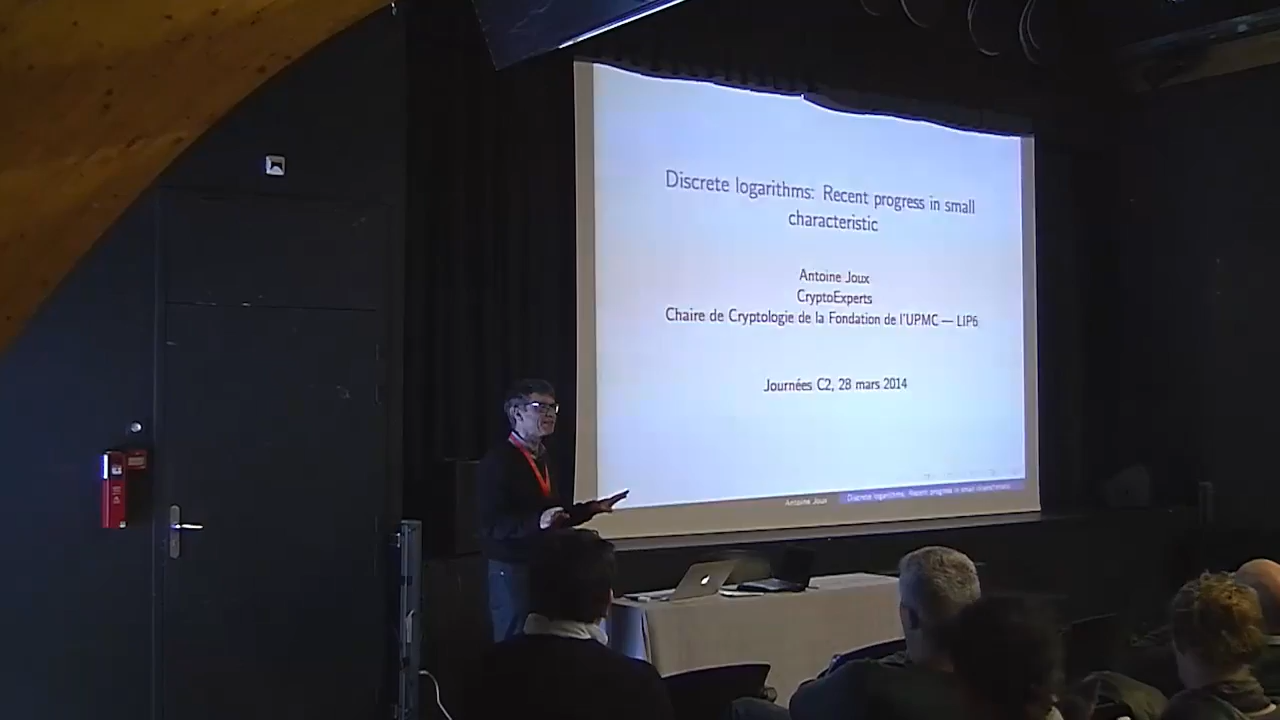 Discrete logarithms: Recent progress in small
characteristic
Antoine Joux
CryptoExperts
Chaire de Cryptologie de la Fondation de l'UPMC — LIP6
Journées C2, 28 mars 2014
Antoine Joux
Discrete logarithms: Recent progress in small characteristic